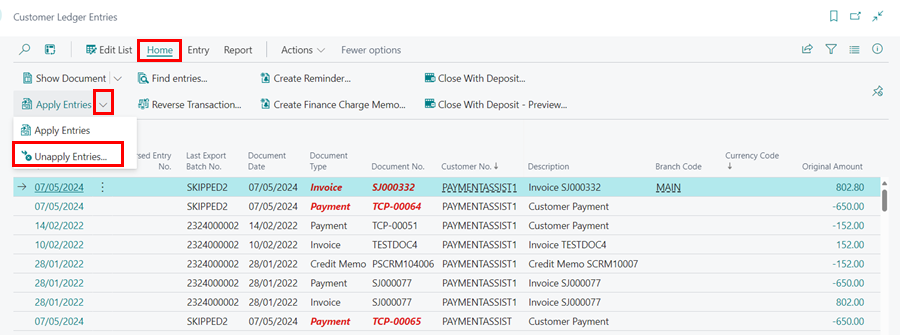 Customer Ledger Entries
Edit List Home Entry Report Actions Fewer options
Show Document Find entries... Create Reminder... Close With Deposit...
Apply Entries Reverse Transaction... Create Finance Charge Memo... Close With Deposit - Preview...
Apply Entries
Unapply Entries...
sed Entry No. Last Export Batch No. Document Date Document Type Document No. Customer No. ↓ Description Branch Code Currency Code ↓ Original Amount
→ 07/05/2024 SKIPPED2 07/05/2024 Invoice SJ000332 PAYMENTASSIST1 Invoice SJ000332 MAIN 802.80
07/05/2024 SKIPPED2 07/05/2024 Payment TCP-00064 PAYMENTASSIST1 Customer Payment -650.00
14/02/2022 2324000002 14/02/2022 Payment TCP-00051 PAYMENTASSIST1 Customer Payment -152.00
10/02/2022 2324000002 10/02/2022 Invoice TESTDOC4 PAYMENTASSIST1 Invoice TESTDOC4 152.00
28/01/2022 2324000002 28/01/2022 Credit Memo PSCRM104006 PAYMENTASSIST1 Credit Memo SCRM10007 -152.00
28/01/2022 2324000002 28/01/2022 Payment SJ000077 PAYMENTASSIST1 Invoice SJ000077 -650.00
28/01/2022 2324000002 28/01/2022 Invoice SJ000077 PAYMENTASSIST1 Invoice SJ000077 802.00
07/05/2024 SKIPPED2 07/05/2024 Payment TCP-00065 PAYMENTASSIST Customer Payment -650.00